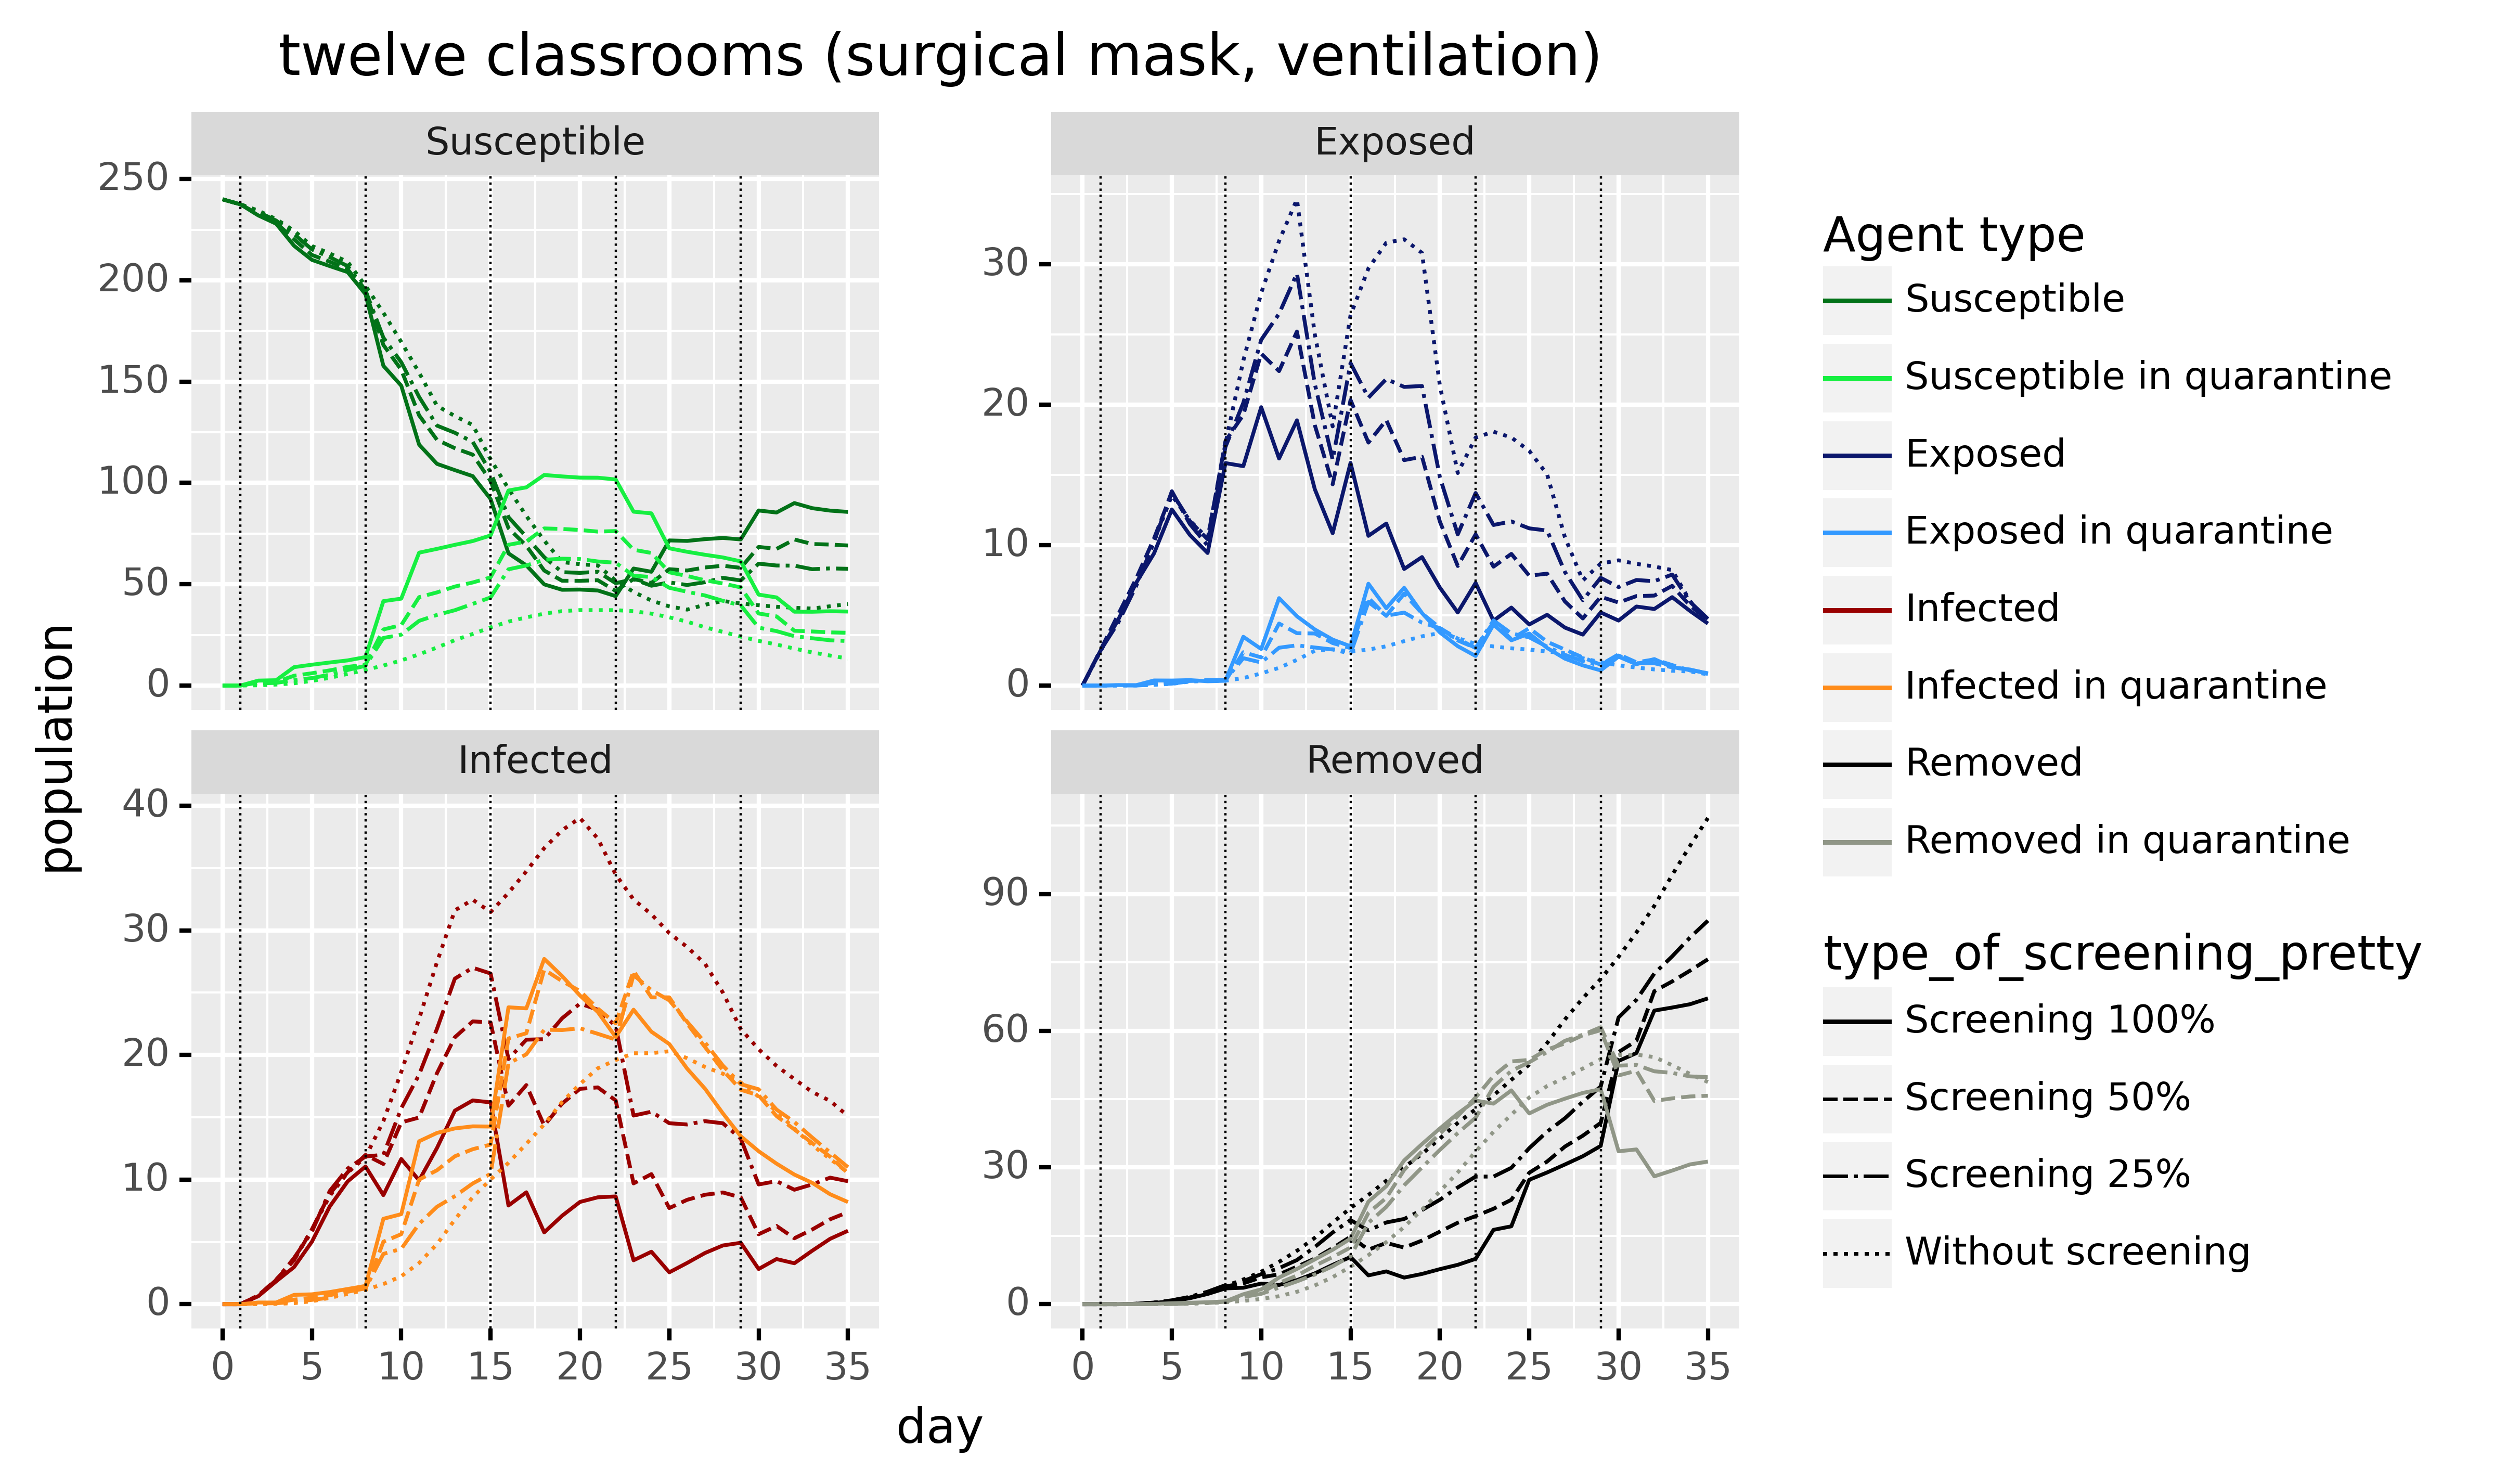 twelve classrooms (surgical mask, ventilation)
Susceptible
Exposed
250
200
150
100
50
0
30
20
10
0
population
Infected
Removed
40
30
20
10
0
90
60
30
0
0 5 10 15 20 25 30 35
0 5 10 15 20 25 30 35
day
Agent type
Susceptible
Susceptible in quarantine
Exposed
Exposed in quarantine
Infected
Infected in quarantine
Removed
Removed in quarantine
type_of_screening_pretty
Screening 100%
Screening 50%
Screening 25%
Without screening